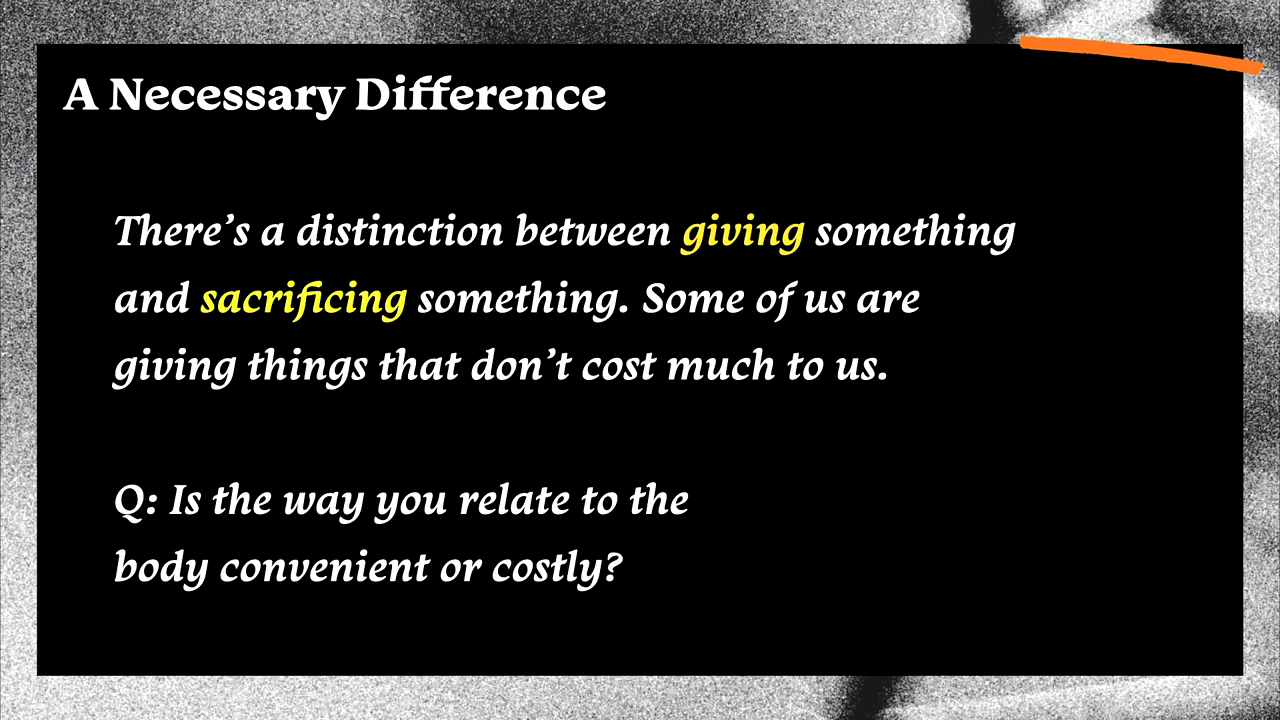 A Necessary Difference
There’s a distinction between giving something
and sacrificing something. Some of us are
giving things that don’t cost much to us.
Q: Is the way you relate to the
body convenient or costly?